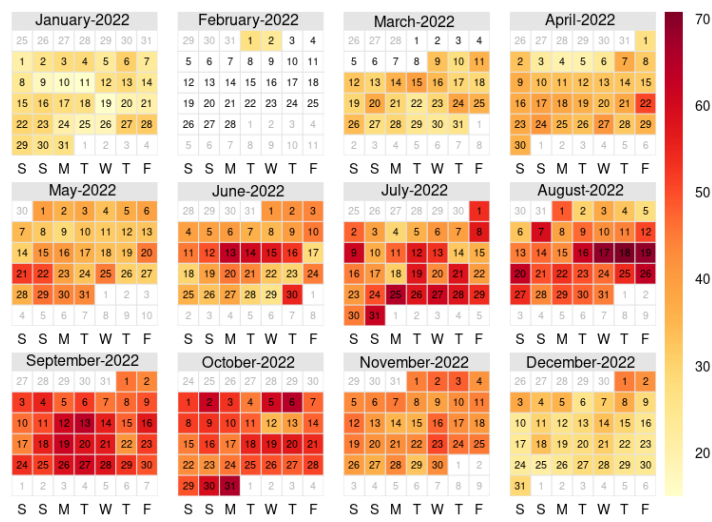 January-2022
25 26 27 28 29 30 31
1 2 3 4 5 6 7
8 9 10 11 12 13 14
15 16 17 18 19 20 21
22 23 24 25 26 27 28
29 30 31 1 2 3 4
S S M T W T F
February-2022
29 30 31 1 2 3 4
5 6 7 8 9 10 11
12 13 14 15 16 17 18
19 20 21 22 23 24 25
26 27 28 1 2 3 4
5 6 7 8 9 10 11
S S M T W T F
March-2022
26 27 28 1 2 3 4
5 6 7 8 9 10 11
12 13 14 15 16 17 18
19 20 21 22 23 24 25
26 27 28 29 30 31 1
2 3 4 5 6 7 8
S S M T W T F
April-2022
26 27 28 29 30 31 1
2 3 4 5 6 7 8
9 10 11 12 13 14 15
16 17 18 19 20 21 22
23 24 25 26 27 28 29
30 1 2 3 4 5 6
S S M T W T F
May-2022
30 1 2 3 4 5 6
7 8 9 10 11 12 13
14 15 16 17 18 19 20
21 22 23 24 25 26 27
28 29 30 31 1 2 3
4 5 6 7 8 9 10
S S M T W T F
June-2022
28 29 30 31 1 2 3
4 5 6 7 8 9 10
11 12 13 14 15 16 17
18 19 20 21 22 23 24
25 26 27 28 29 30 1
2 3 4 5 6 7 8
S S M T W T F
July-2022
25 26 27 28 29 30 1
2 3 4 5 6 7 8
9 10 11 12 13 14 15
16 17 18 19 20 21 22
23 24 25 26 27 28 29
30 31 1 2 3 4 5
S S M T W T F
August-2022
30 31 1 2 3 4 5
6 7 8 9 10 11 12
13 14 15 16 17 18 19
20 21 22 23 24 25 26
27 28 29 30 31 1 2
3 4 5 6 7 8 9
S S M T W T F
September-2022
27 28 29 30 31 1 2
3 4 5 6 7 8 9
10 11 12 13 14 15 16
17 18 19 20 21 22 23
24 25 26 27 28 29 30
1 2 3 4 5 6 7
S S M T W T F
October-2022
24 25 26 27 28 29 30
1 2 3 4 5 6 7
8 9 10 11 12 13 14
15 16 17 18 19 20 21
22 23 24 25 26 27 28
29 30 31 1 2 3 4
S S M T W T F
November-2022
29 30 31 1 2 3 4
5 6 7 8 9 10 11
12 13 14 15 16 17 18
19 20 21 22 23 24 25
26 27 28 29 30 1 2
3 4 5 6 7 8 9
S S M T W T F
December-2022
26 27 28 29 30 1 2
3 4 5 6 7 8 9
10 11 12 13 14 15 16
17 18 19 20 21 22 23
24 25 26 27 28 29 30
31 1 2 3 4 5 6
S S M T W T F
70
60
50
40
30
20